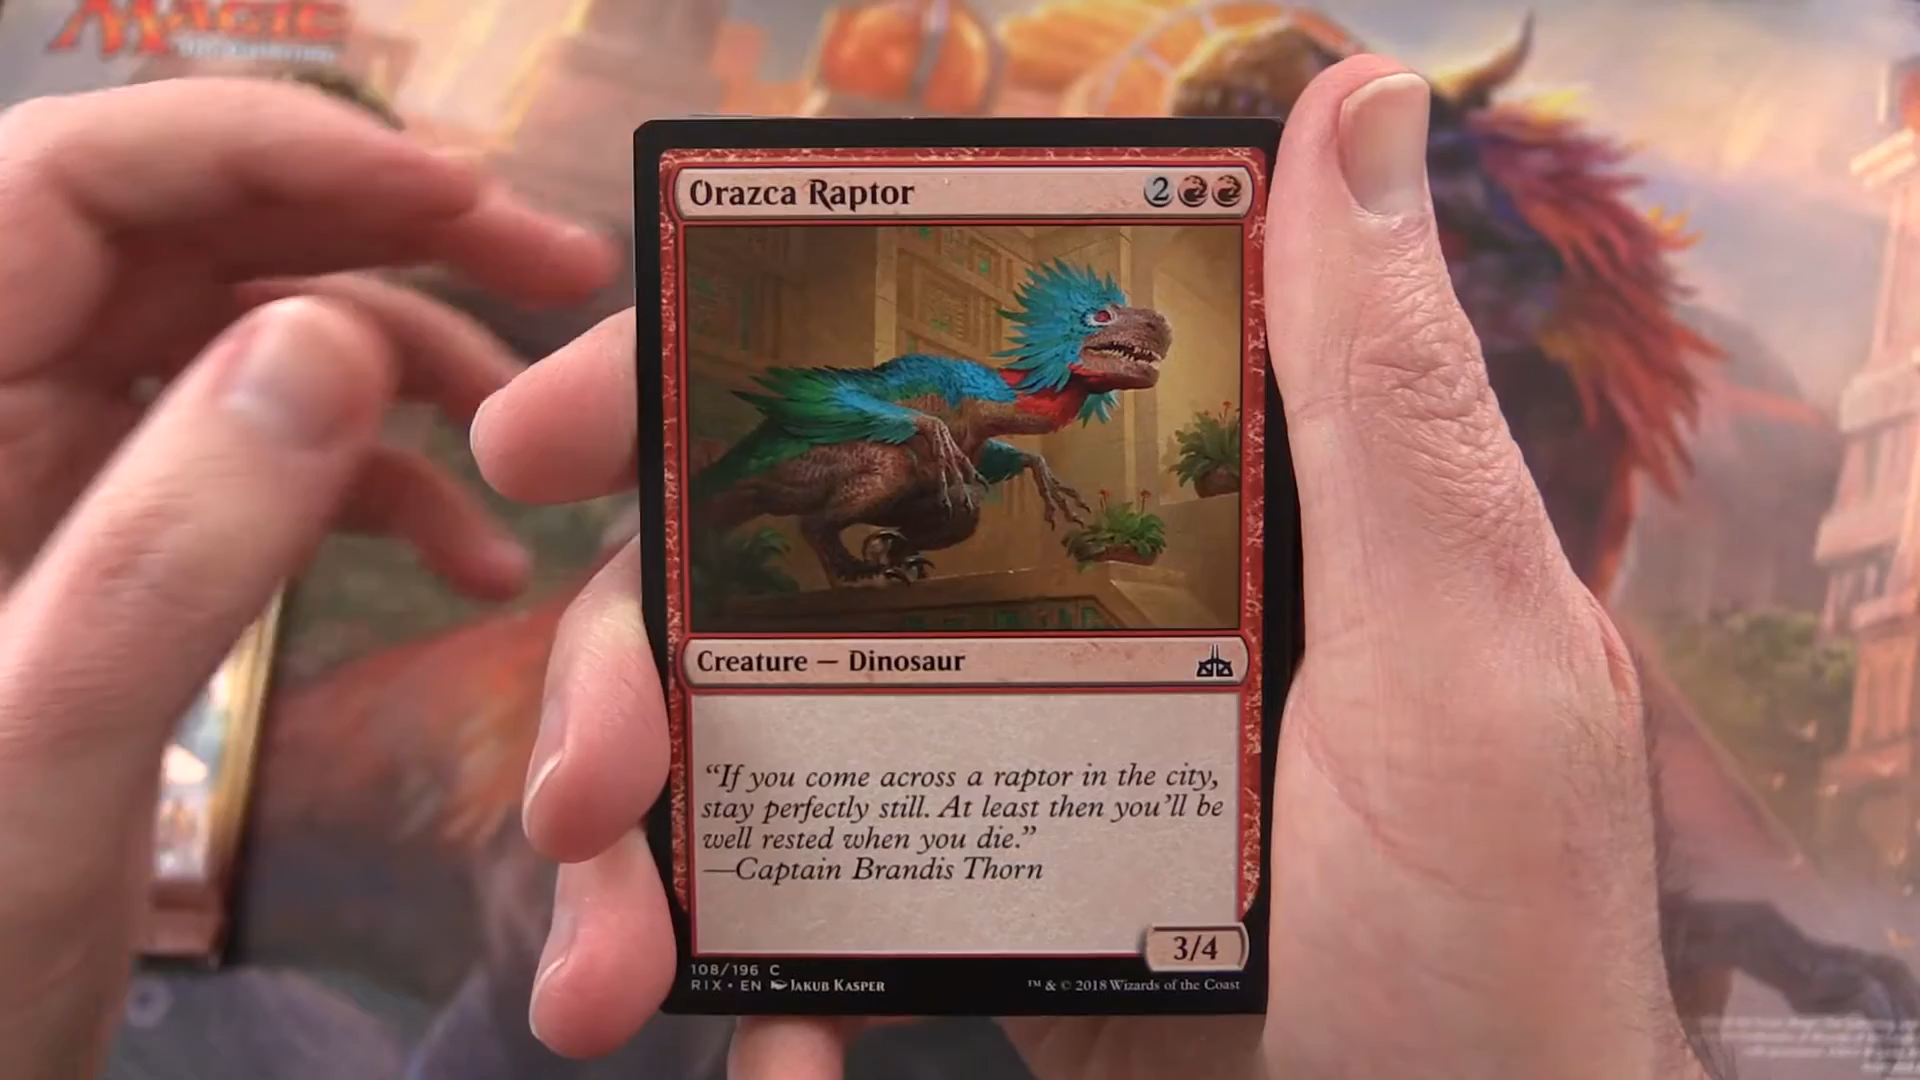 MAGIC
Orazca Raptor 2
Creature — Dinosaur
“If you come across a raptor in the city,
stay perfectly still. At least then you’ll be
well rested when you die.”
—Captain Brandis Thorn
3/4
108/196 C
RIX • EN Jakub Kasper
™ & © 2018 Wizards of the Coast